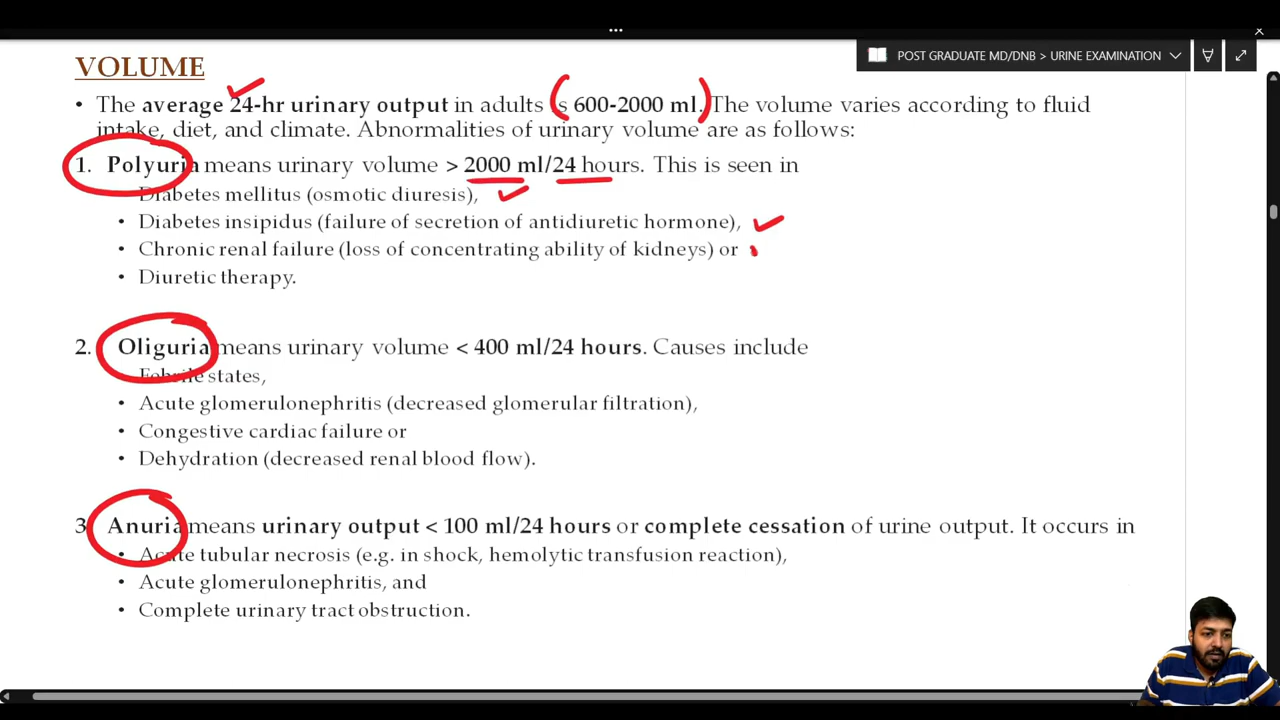 POST GRADUATE MD/DNB > URINE EXAMINATION
VOLUME
• The average 24-hr urinary output in adults is 600-2000 ml. The volume varies according to fluid
intake, diet, and climate. Abnormalities of urinary volume are as follows:
1. Polyuria means urinary volume > 2000 ml/24 hours. This is seen in
Diabetes mellitus (osmotic diuresis),
• Diabetes insipidus (failure of secretion of antidiuretic hormone),
• Chronic renal failure (loss of concentrating ability of kidneys) or
• Diuretic therapy.
2. Oliguria means urinary volume < 400 ml/24 hours. Causes include
Febrile states,
• Acute glomerulonephritis (decreased glomerular filtration),
• Congestive cardiac failure or
• Dehydration (decreased renal blood flow).
3. Anuria means urinary output < 100 ml/24 hours or complete cessation of urine output. It occurs in
• Acute tubular necrosis (e.g. in shock, hemolytic transfusion reaction),
• Acute glomerulonephritis, and
• Complete urinary tract obstruction.